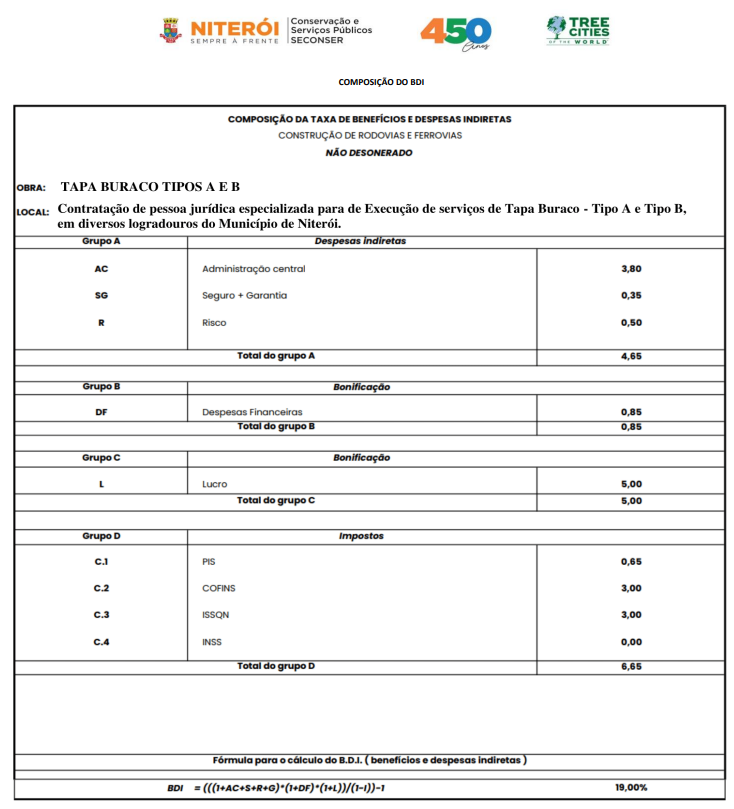 NITERÓI
SEMPRE À FRENTE
Conservação e
Serviços Públicos
SECONSER
450
Anos
TREE
CITIES
OF THE WORLD
COMPOSIÇÃO DO BDI
COMPOSIÇÃO DA TAXA DE BENEFÍCIOS E DESPESAS INDIRETAS
CONSTRUÇÃO DE RODOVIAS E FERROVIAS
NÃO DESONERADO
OBRA: TAPA BURACO TIPOS A E B
LOCAL: Contratação de pessoa jurídica especializada para de Execução de serviços de Tapa Buraco - Tipo A e Tipo B,
em diversos logradouros do Município de Niterói.
Grupo A Despesas indiretas
AC Administração central 3,80
SG Seguro + Garantia 0,35
R Risco 0,50
Total do grupo A 4,65
Grupo B Bonificação
DF Despesas Financeiras 0,85
Total do grupo B 0,85
Grupo C Bonificação
L Lucro 5,00
Total do grupo C 5,00
Grupo D Impostos
C.1 PIS 0,65
C.2 COFINS 3,00
C.3 ISSQN 3,00
C.4 INSS 0,00
Total do grupo D 6,65
Fórmula para o cálculo do B.D.I. ( benefícios e despesas indiretas )
BDI = (((1+AC+S+R+G)*(1+DF)*(1+L))/(1-I))-1 19,00%